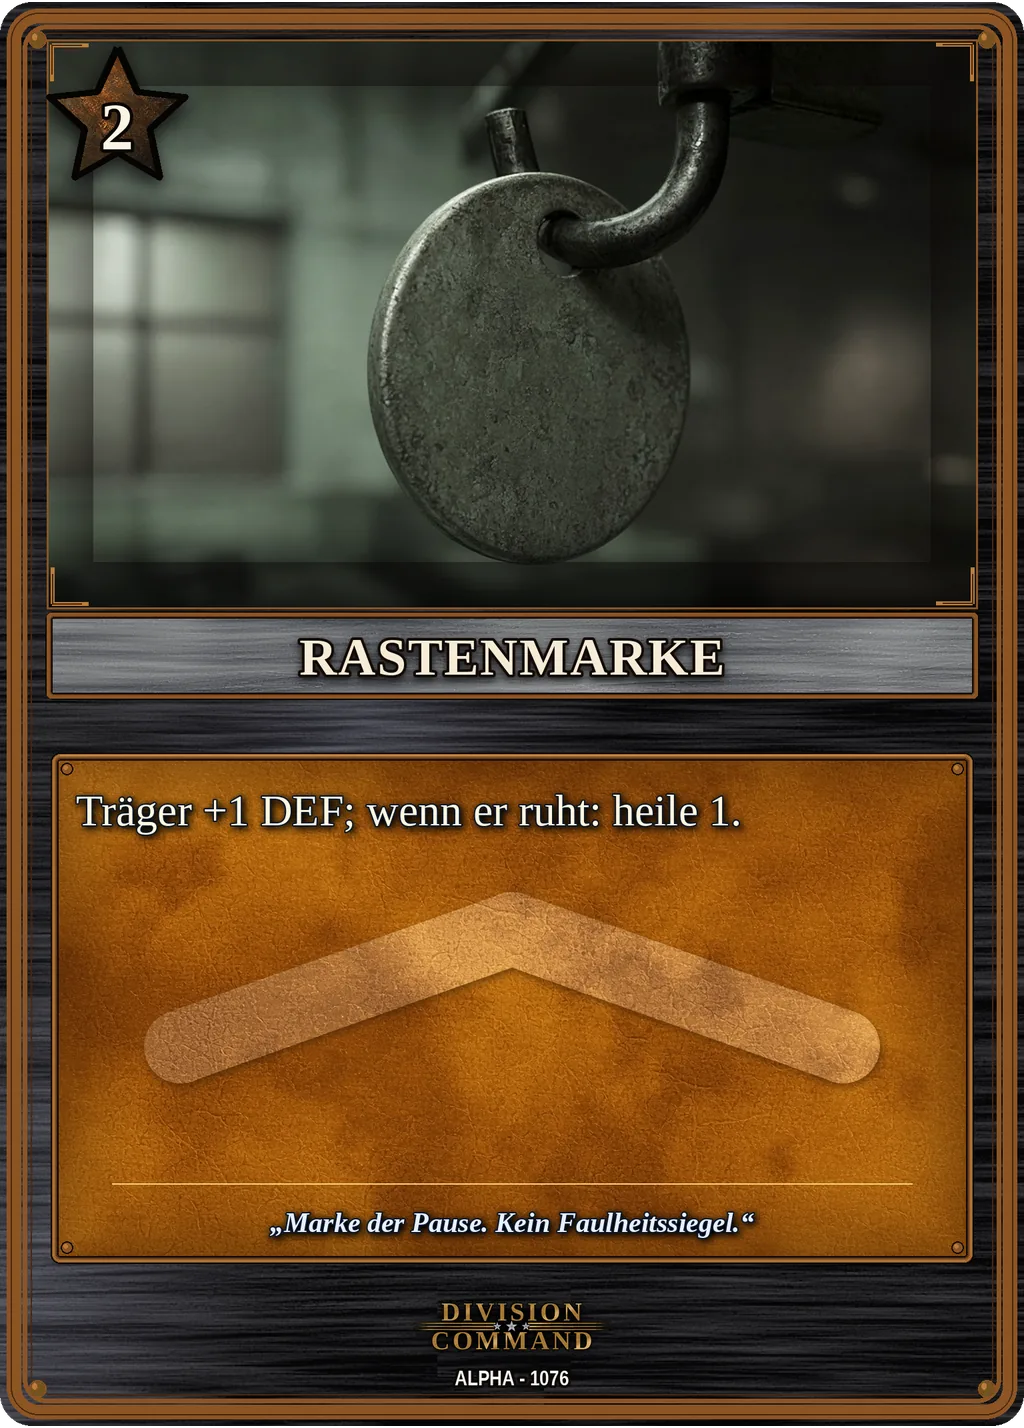 2
RASTENMARKE
Träger +1 DEF; wenn er ruht: heile 1.
„Marke der Pause. Kein Faulheitssiegel.“
DIVISION
COMMAND
ALPHA - 1076